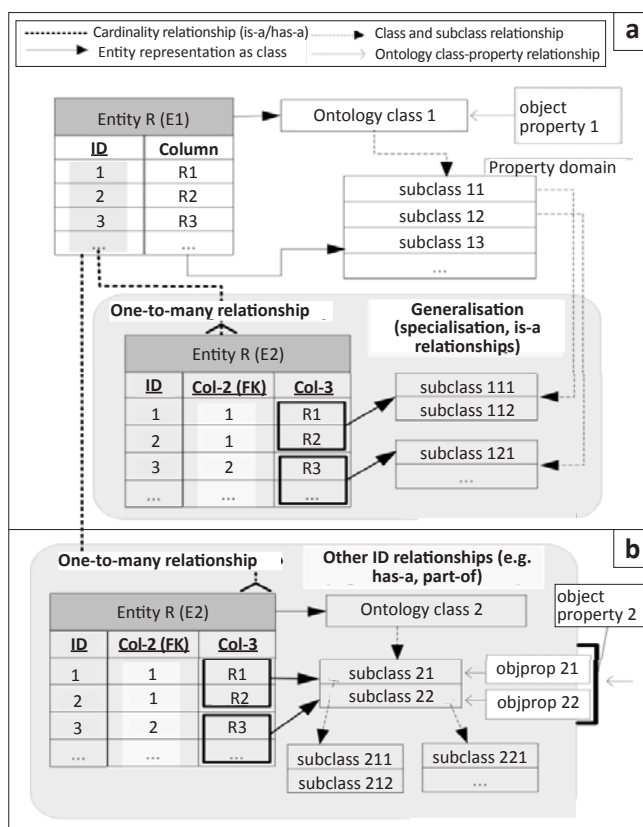 Cardinality relationship (is-a/has-a)
Entity representation as class
Class and subclass relationship
Ontology class-property relationship
a
Entity R (E1)
ID Column
1 R1
2 R2
3 R3
... ...
Ontology class 1
object
property 1
Property domain
subclass 11
subclass 12
subclass 13
...
One-to-many relationship
Generalisation
(specialisation, is-a
relationships)
Entity R (E2)
ID Col-2 (FK) Col-3
1 1 R1
2 1 R2
3 2 R3
... ... ...
subclass 111
subclass 112
subclass 121
...
b
One-to-many relationship
Other ID relationships (e.g.
has-a, part-of)
object
property 2
Entity R (E2)
ID Col-2 (FK) Col-3
1 1 R1
2 1 R2
3 2 R3
... ... ...
Ontology class 2
subclass 21
subclass 22
objprop 21
objprop 22
subclass 211
subclass 212
subclass 221
...